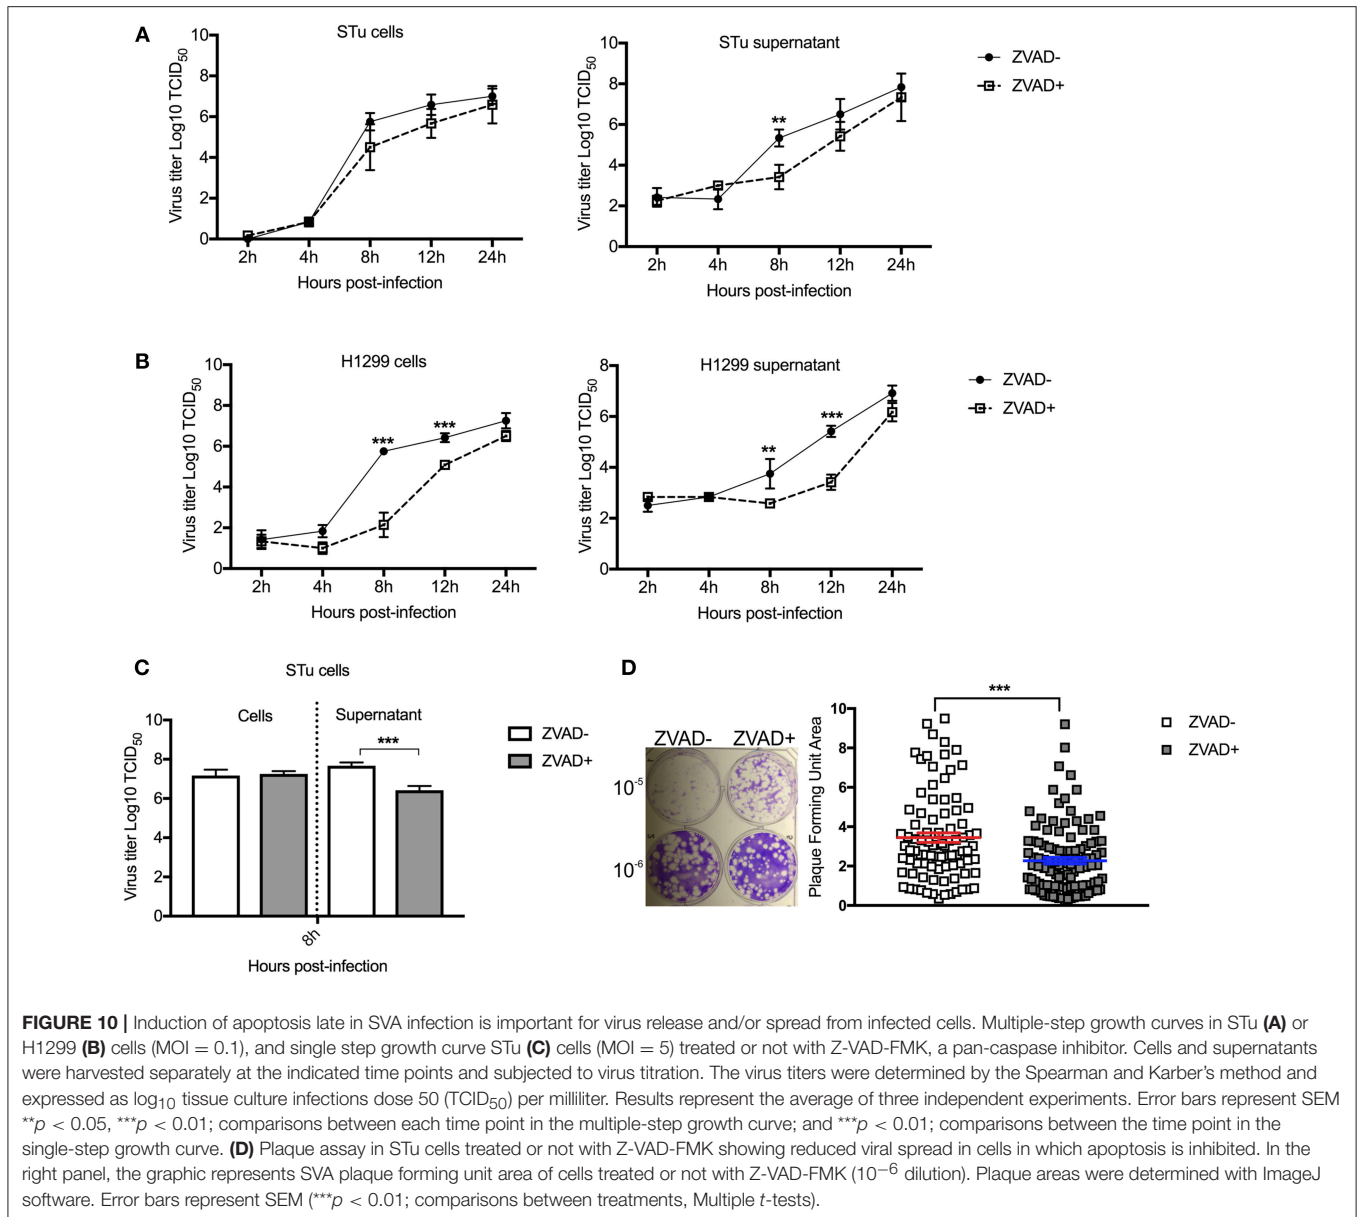 A
STu cells
Virus titer Log10 TCID50
10
8
6
4
2
0
2h 4h 8h 12h 24h
Hours post-infection
STu supernatant
Virus titer Log10 TCID50
10
8
6
4
2
0
**
2h 4h 8h 12h 24h
Hours post-infection
ZVAD-
ZVAD+
B
H1299 cells
Virus titer Log10 TCID50
10
8
6
4
2
0
*** ***
2h 4h 8h 12h 24h
Hours post-infection
H1299 supernatant
Virus titer Log10 TCID50
8
6
4
2
0
** ***
2h 4h 8h 12h 24h
Hours post-infection
ZVAD-
ZVAD+
C
STu cells
Cells Supernatant
Virus titer Log10 TCID50
10
8
6
4
2
0
***
8h
Hours post-infection
ZVAD-
ZVAD+
D
ZVAD- ZVAD+
10-5
10-6
Plaque Forming Unit Area
10
8
6
4
2
0
***
ZVAD-
ZVAD+
FIGURE 10 | Induction of apoptosis late in SVA infection is important for virus release and/or spread from infected cells. Multiple-step growth curves in STu (A) or
H1299 (B) cells (MOI = 0.1), and single step growth curve STu (C) cells (MOI = 5) treated or not with Z-VAD-FMK, a pan-caspase inhibitor. Cells and supernatants
were harvested separately at the indicated time points and subjected to virus titration. The virus titers were determined by the Spearman and Karber's method and
expressed as log10 tissue culture infections dose 50 (TCID50) per milliliter. Results represent the average of three independent experiments. Error bars represent SEM
**p < 0.05, ***p < 0.01; comparisons between each time point in the multiple-step growth curve; and ***p < 0.01; comparisons between the time point in the
single-step growth curve. (D) Plaque assay in STu cells treated or not with Z-VAD-FMK showing reduced viral spread in cells in which apoptosis is inhibited. In the
right panel, the graphic represents SVA plaque forming unit area of cells treated or not with Z-VAD-FMK (10−6 dilution). Plaque areas were determined with ImageJ
software. Error bars represent SEM (***p < 0.01; comparisons between treatments, Multiple t-tests).